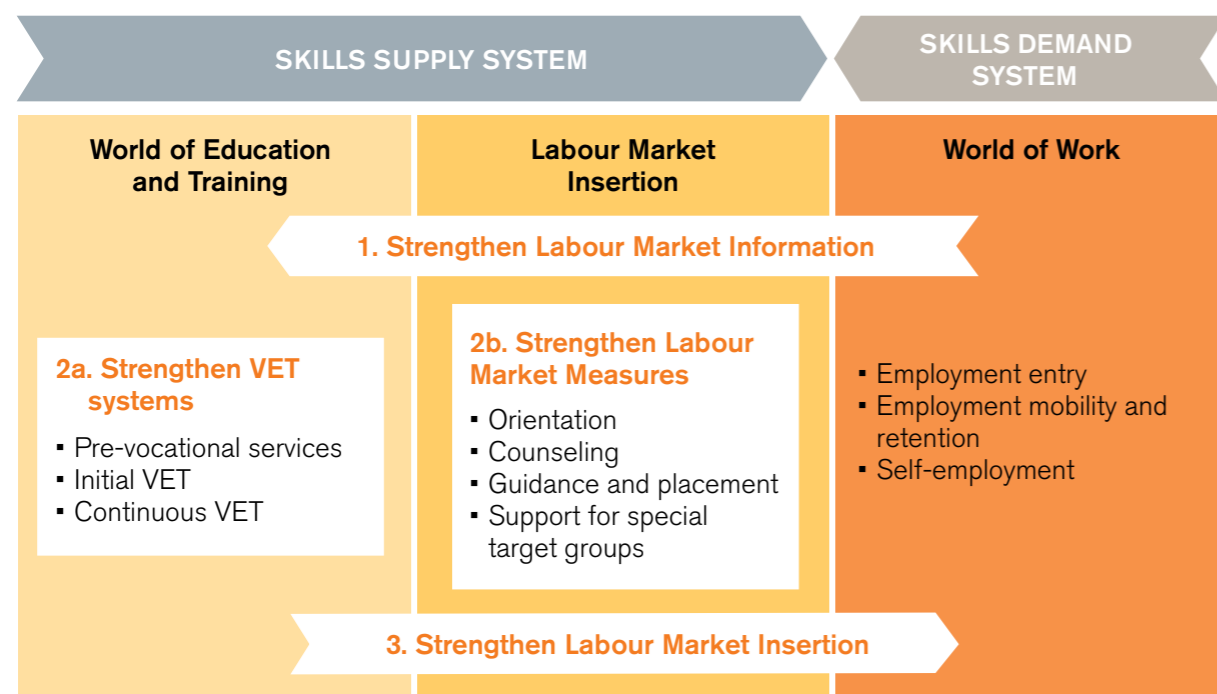 SKILLS SUPPLY SYSTEM
SKILLS DEMAND
SYSTEM
World of Education
and Training
Labour Market
Insertion
World of Work
1. Strengthen Labour Market Information
2a. Strengthen VET
systems
▪ Pre-vocational services
▪ Initial VET
▪ Continuous VET
2b. Strengthen Labour
Market Measures
▪ Orientation
▪ Counseling
▪ Guidance and placement
▪ Support for special
target groups
▪ Employment entry
▪ Employment mobility and
retention
▪ Self-employment
3. Strengthen Labour Market Insertion